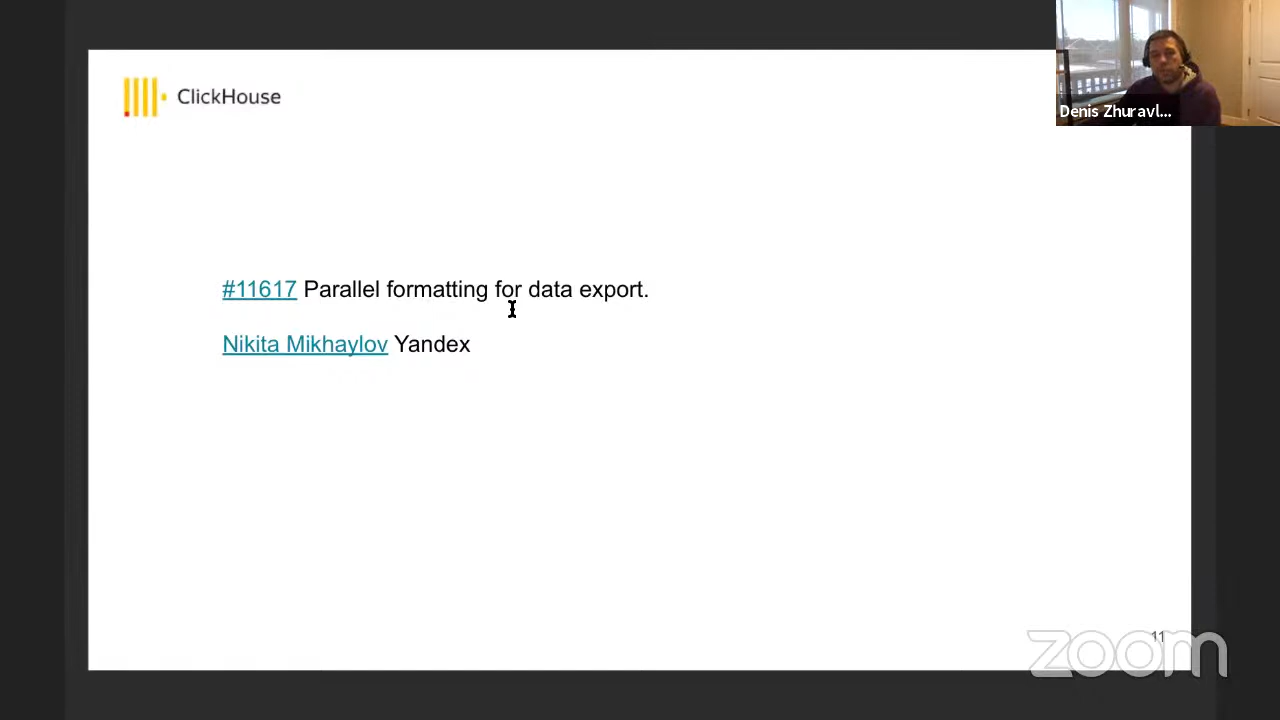 ClickHouse
Denis Zhuravl...
#11617 Parallel formatting for data export.
Nikita Mikhaylov Yandex
11
zoom